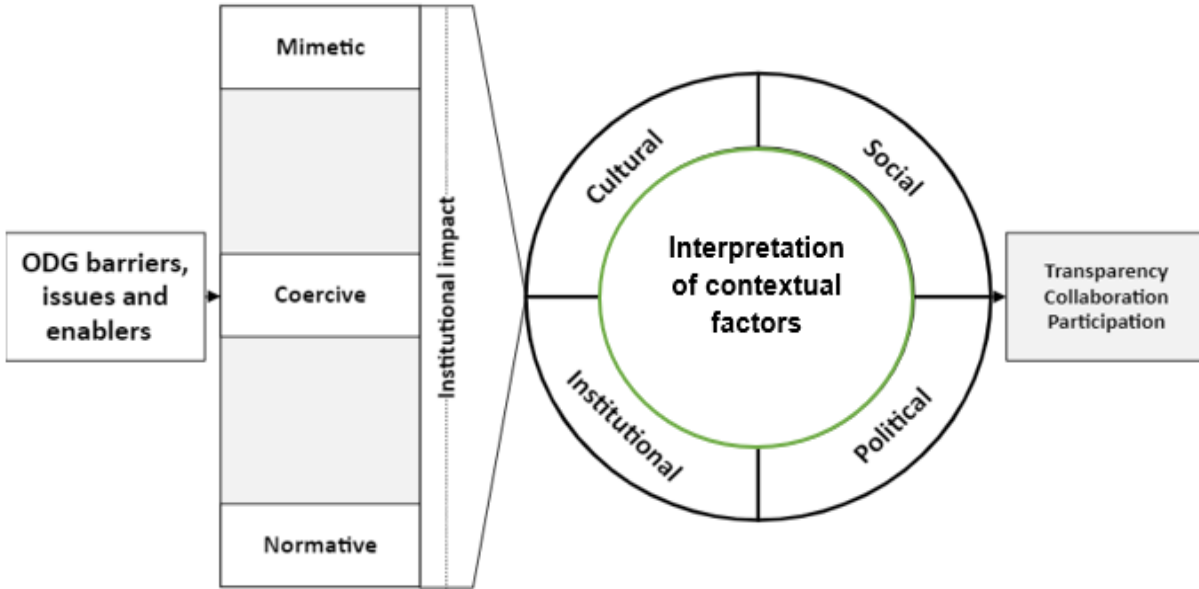 ODG barriers,
issues and
enablers
Mimetic
Coercive
Normative
Institutional impact
Cultural
Social
Institutional
Political
Interpretation
of contextual
factors
Transparency
Collaboration
Participation